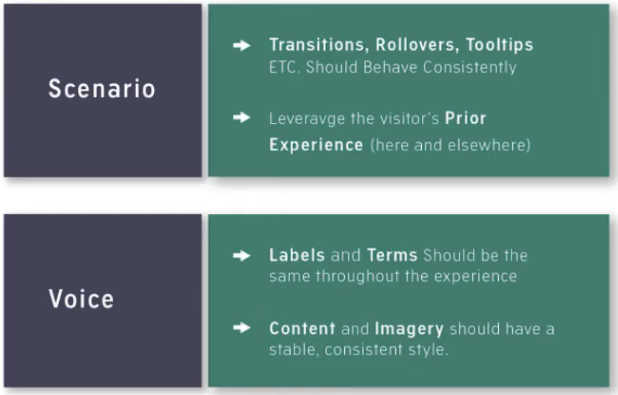 Scenario
Transitions, Rollovers, Tooltips
ETC. Should Behave Consistently
Leveravge the visitor's Prior
Experience (here and elsewhere)
Voice
Labels and Terms Should be the
same throughout the experience
Content and Imagery should have a
stable, consistent style.